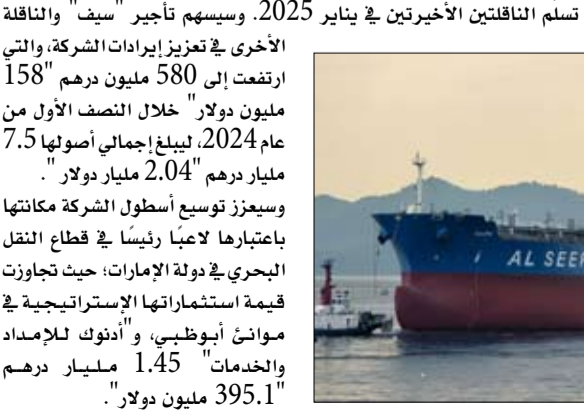 تسلّم الناقلتين الأخيرتين في يناير 2025. وسيسهم تأجير "سيف" والناقلة
الأخرى في تعزيز إيرادات الشركة، والتي
ارتفعت إلى 580 مليون درهم "158
مليون دولار" خلال النصف الأول من
عام 2024، ليبلغ إجمالي أصولها 7.5
مليار درهم "2.04 مليار دولار".
وسيعزز توسيع أسطول الشركة مكانتها
باعتبارها لاعبًا رئيسًا في قطاع النقل
البحري في دولة الإمارات؛ حيث تجاوزت
قيمة استثماراتها الإستراتيجية في
موانئ أبوظبي، و"أدنوك للإمداد
والخدمات" 1.45 مليار درهم
"395.1 مليون دولار".
AL SEER